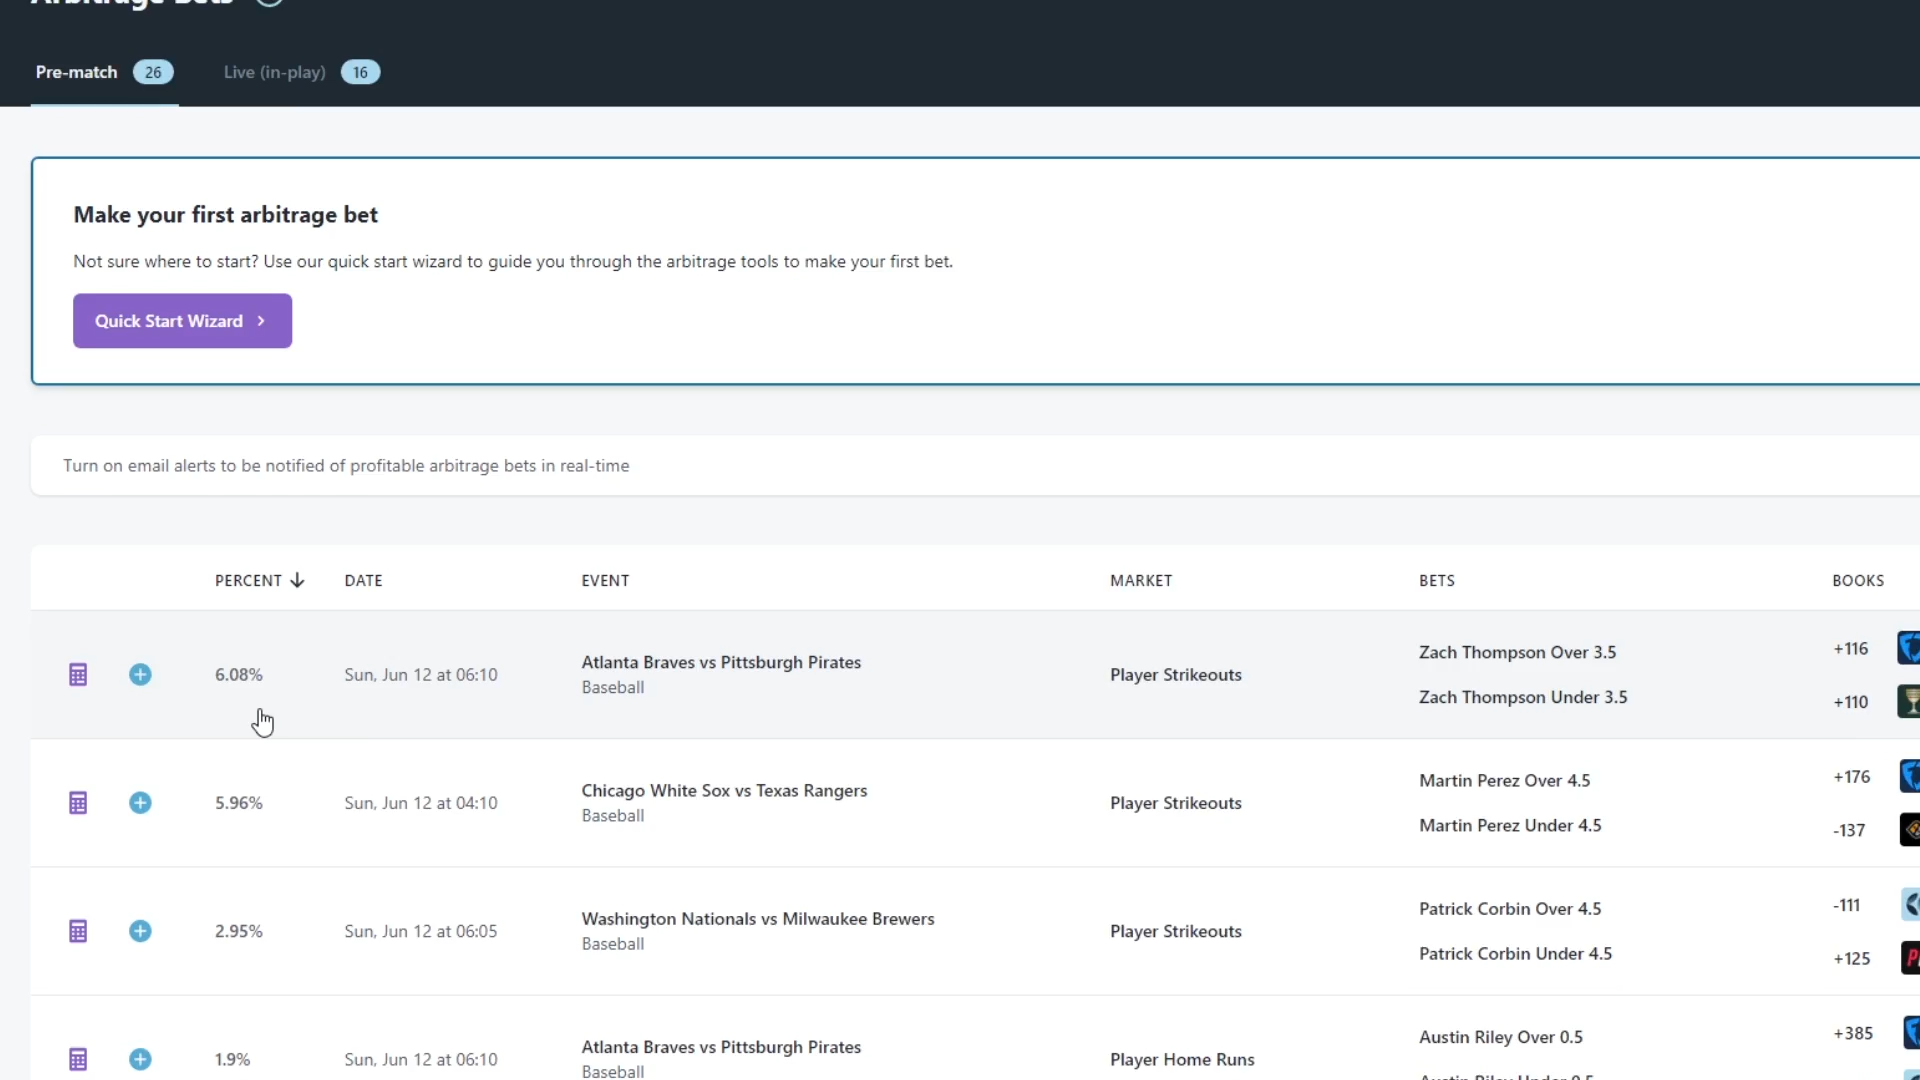 Arbitrage Bets
Pre-match 26 Live (in-play) 16
Make your first arbitrage bet
Not sure where to start? Use our quick start wizard to guide you through the arbitrage tools to make your first bet.
Quick Start Wizard
Turn on email alerts to be notified of profitable arbitrage bets in real-time
PERCENT DATE EVENT MARKET BETS BOOKS
6.08% Sun, Jun 12 at 06:10 Atlanta Braves vs Pittsburgh Pirates Baseball Player Strikeouts Zach Thompson Over 3.5 +116
Zach Thompson Under 3.5 +110
5.96% Sun, Jun 12 at 04:10 Chicago White Sox vs Texas Rangers Baseball Player Strikeouts Martin Perez Over 4.5 +176
Martin Perez Under 4.5 -137
2.95% Sun, Jun 12 at 06:05 Washington Nationals vs Milwaukee Brewers Baseball Player Strikeouts Patrick Corbin Over 4.5 -111
Patrick Corbin Under 4.5 +125
1.9% Sun, Jun 12 at 06:10 Atlanta Braves vs Pittsburgh Pirates Baseball Player Home Runs Austin Riley Over 0.5 +385
Austin Riley Under 0.5